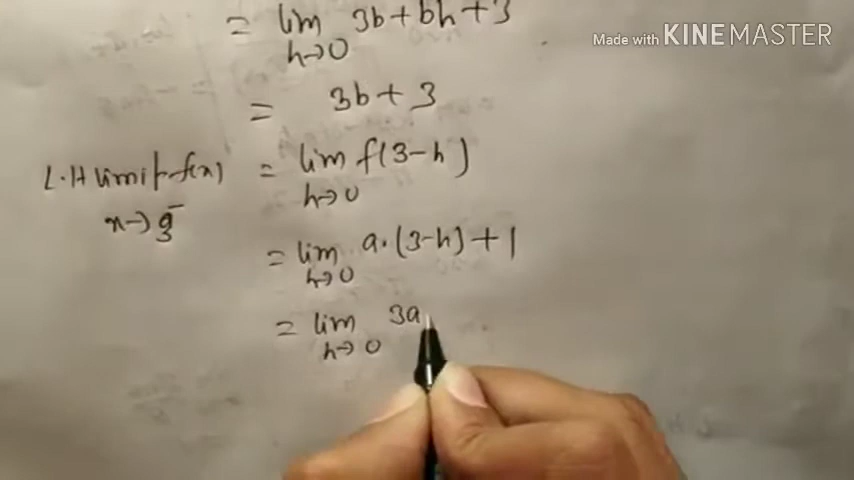 = lim 3b+bh+3
h→0
Made with KINEMASTER
= 3b+3
L.H limit f(x) = lim f(3-h)
x→3⁻ h→0
= lim a.(3-h)+1
h→0
= lim 3a
h→0